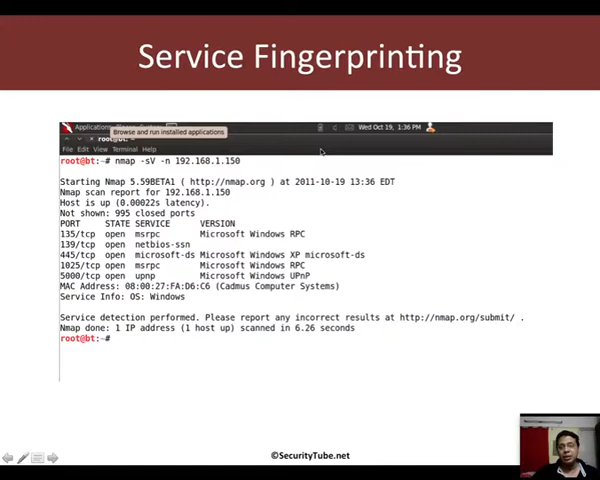 Service Fingerprinting
Applications
Wed Oct 19, 1:36 PM
Browse and run installed applications
File Edit View Terminal Help
root@bt:~# nmap -sV -n 192.168.1.150
Starting Nmap 5.59BETA1 ( http://nmap.org ) at 2011-10-19 13:36 EDT
Nmap scan report for 192.168.1.150
Host is up (0.00022s latency).
Not shown: 995 closed ports
PORT STATE SERVICE VERSION
135/tcp open msrpc Microsoft Windows RPC
139/tcp open netbios-ssn
445/tcp open microsoft-ds Microsoft Windows XP microsoft-ds
1025/tcp open msrpc Microsoft Windows RPC
5000/tcp open upnp Microsoft Windows UPnP
MAC Address: 08:00:27:FA:D6:C6 (Cadmus Computer Systems)
Service Info: OS: Windows
Service detection performed. Please report any incorrect results at http://nmap.org/submit/ .
Nmap done: 1 IP address (1 host up) scanned in 6.26 seconds
root@bt:~#
©SecurityTube.net